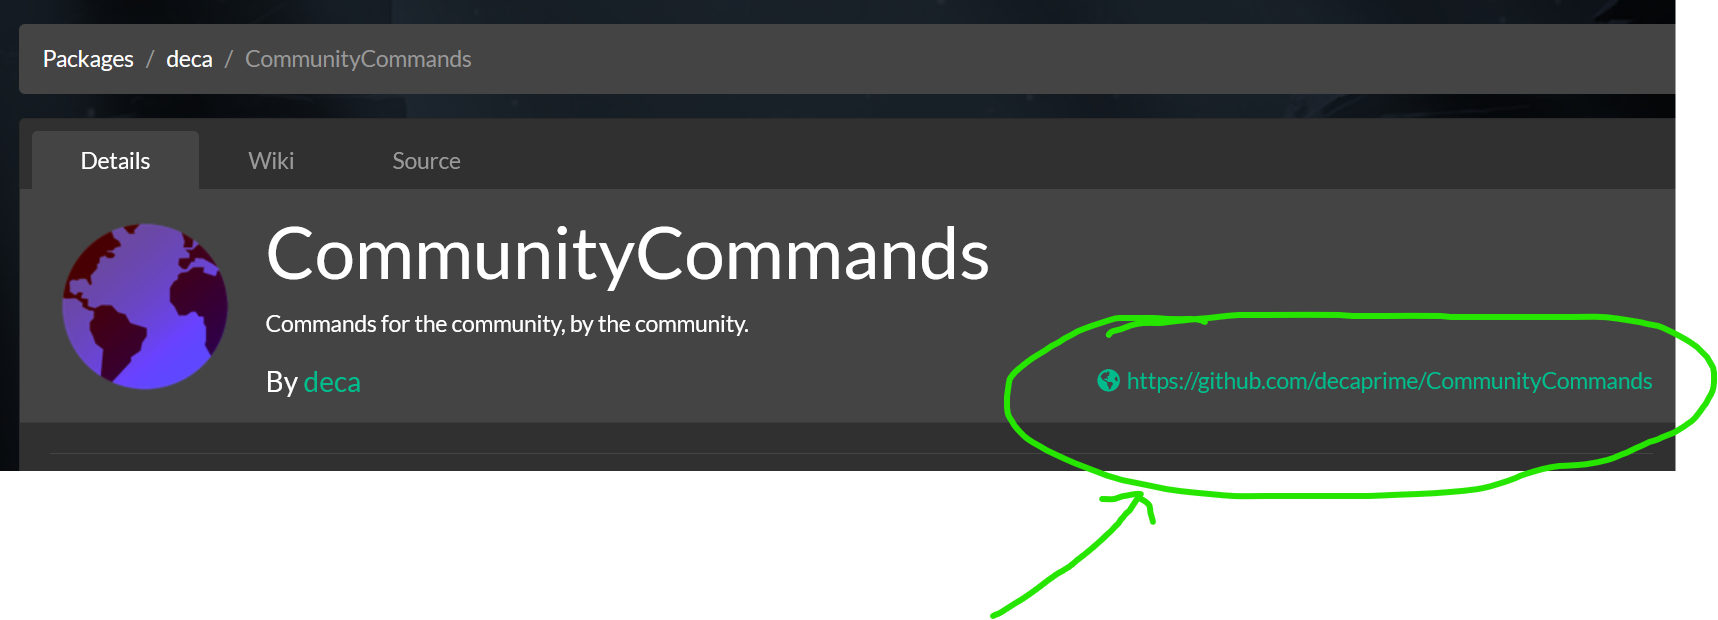 Packages / deca / CommunityCommands
Details Wiki Source
CommunityCommands
Commands for the community, by the community.
By deca
https://github.com/decaprime/CommunityCommands